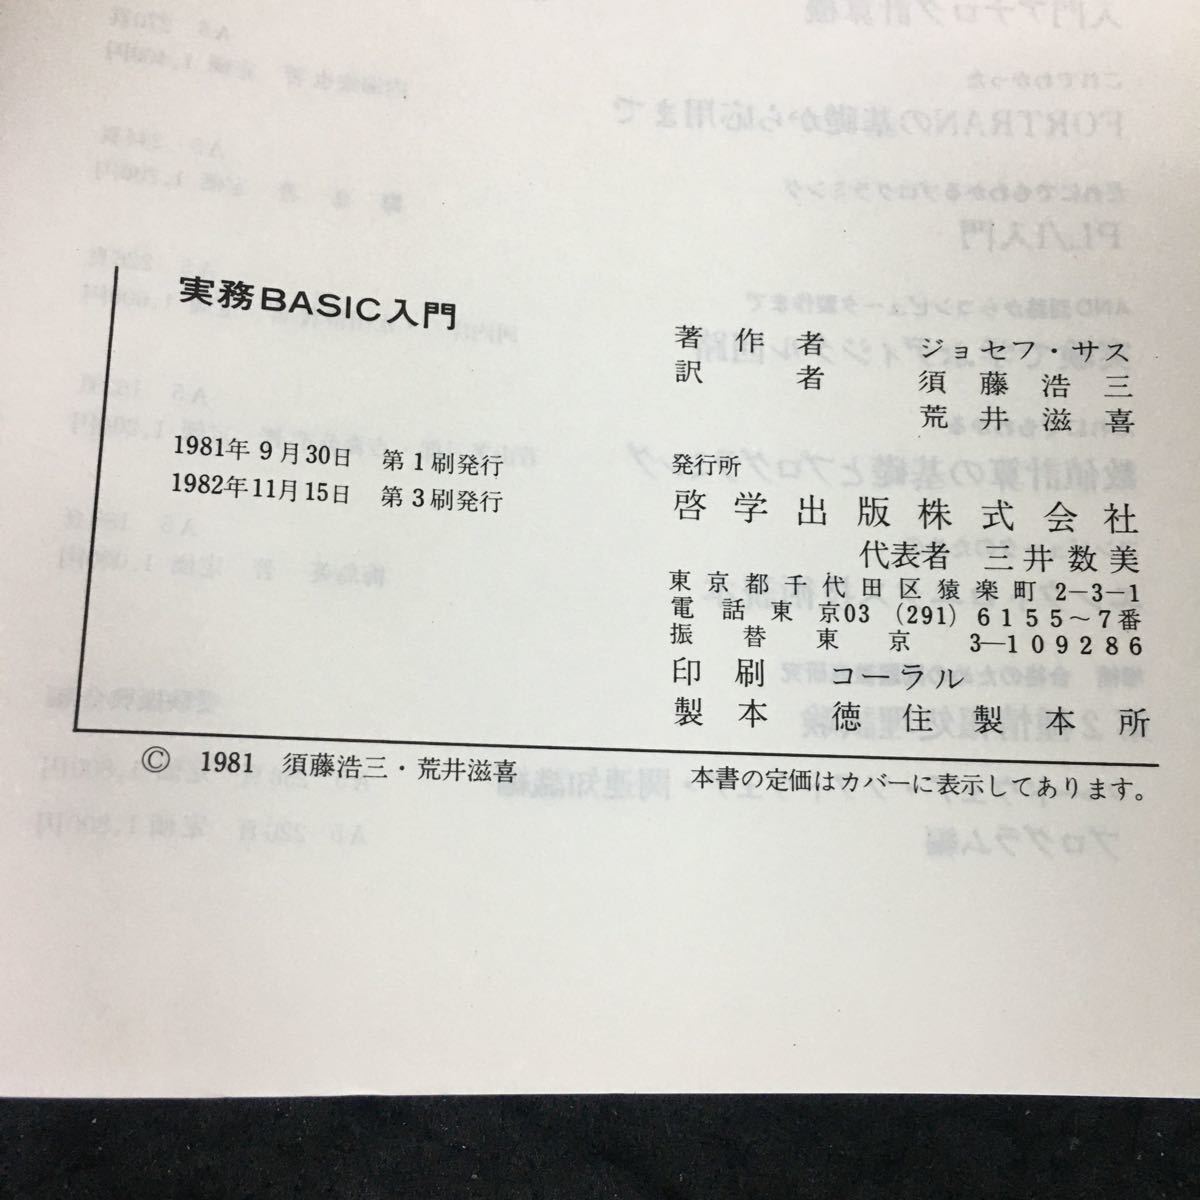 実務BASIC入門
1981年9月30日 第1刷発行
1982年11月15日 第3刷発行
著作者 ジョセフ・サス
訳者 須藤浩三
荒井滋喜
発行所
啓学出版株式会社
代表者 三井数美
東京都千代田区猿楽町2-3-1
電話東京03 (291) 6155~7番
振替東京 3-109286
印刷 コーラル
製本 徳住製本所
© 1981 須藤浩三・荒井滋喜
本書の定価はカバーに表示してあります。